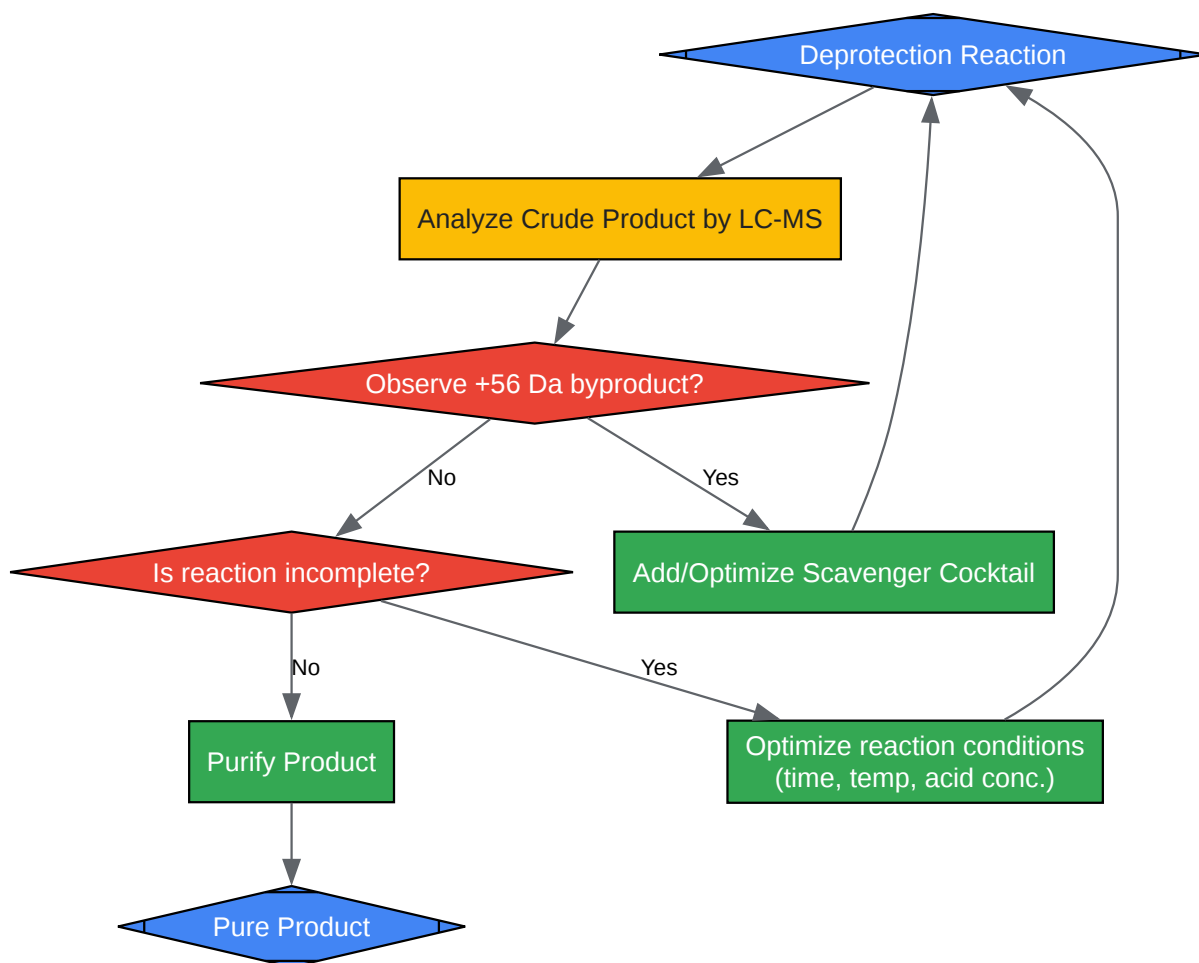 Deprotection Reaction
Analyze Crude Product by LC-MS
Observe +56 Da byproduct?
No
Yes
Is reaction incomplete?
Add/Optimize Scavenger Cocktail
No
Yes
Purify Product
Optimize reaction conditions
(time, temp, acid conc.)
Pure Product